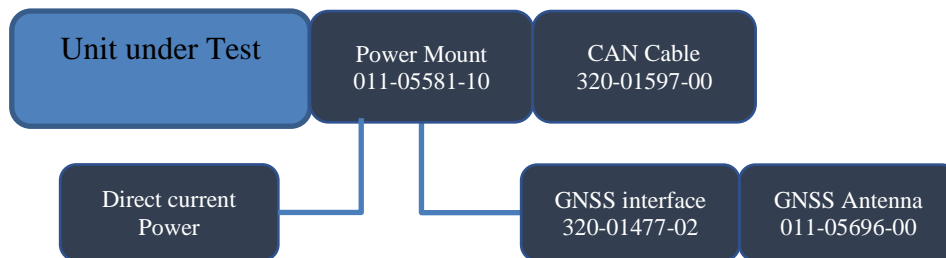 Unit under Test
Power Mount
011-05581-10
CAN Cable
320-01597-00
Direct current
Power
GNSS interface
320-01477-02
GNSS Antenna
011-05696-00